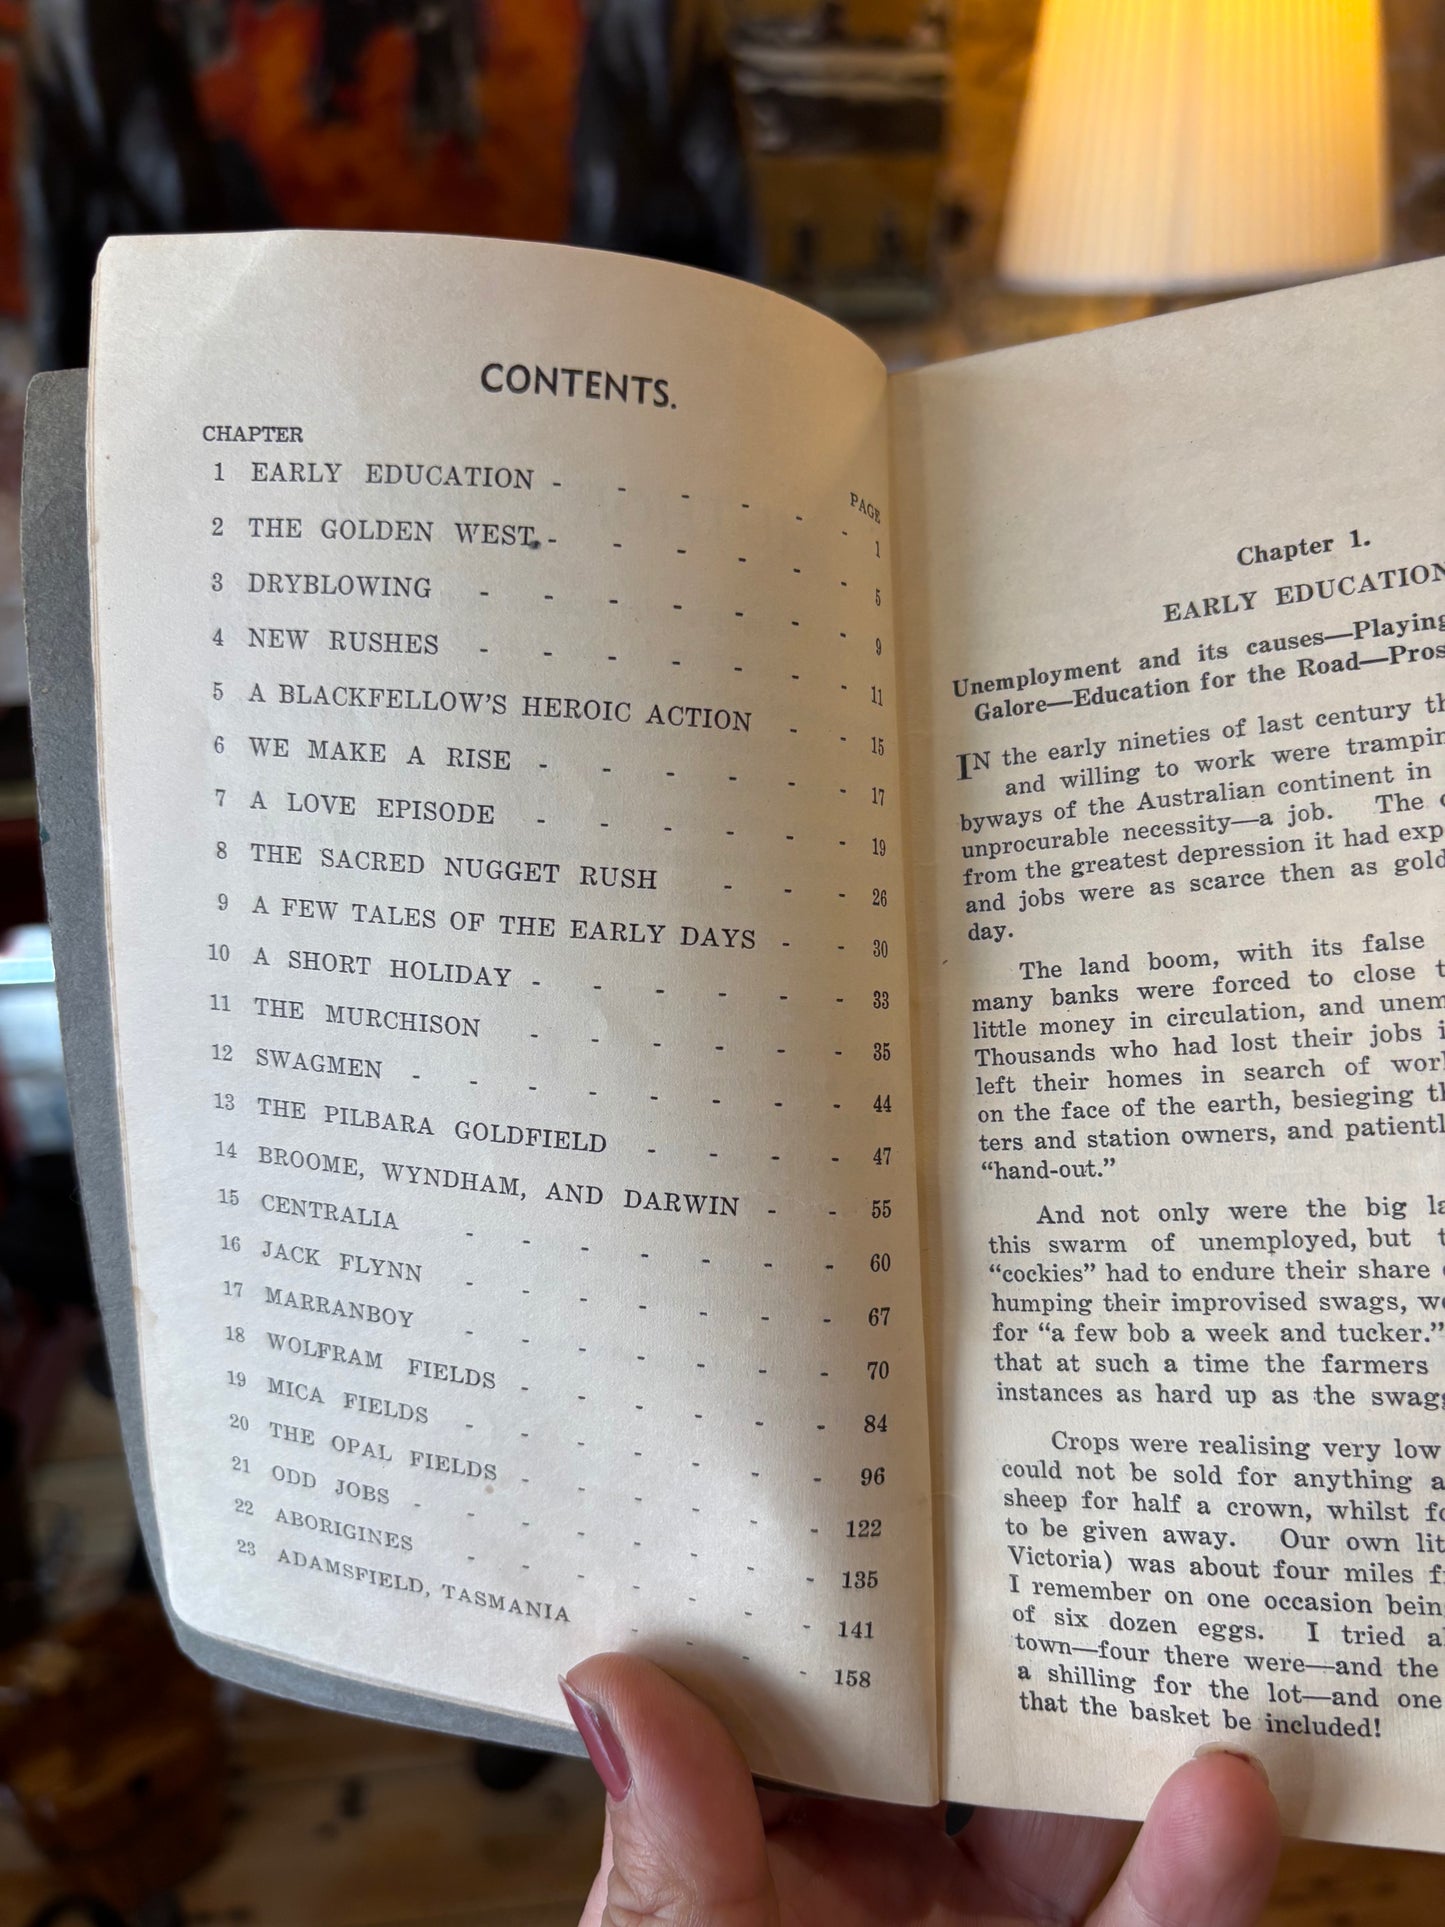 CONTENTS.
CHAPTER
PAGE
1 EARLY EDUCATION - - - - - - 1
2 THE GOLDEN WEST - - - - - - 5
3 DRYBLOWING - - - - - - 9
4 NEW RUSHES - - - - - - 11
5 A BLACKFELLOW'S HEROIC ACTION - - 15
6 WE MAKE A RISE - - - - - - 17
7 A LOVE EPISODE - - - - - - 19
8 THE SACRED NUGGET RUSH - - - 26
9 A FEW TALES OF THE EARLY DAYS - - 30
10 A SHORT HOLIDAY - - - - - - 33
11 THE MURCHISON - - - - - - 35
12 SWAGMEN - - - - - - - - 44
13 THE PILBARA GOLDFIELD - - - - 47
14 BROOME, WYNDHAM, AND DARWIN - - 55
15 CENTRALIA - - - - - - - 60
16 JACK FLYNN - - - - - - - 67
17 MARRANBOY - - - - - - - 70
18 WOLFRAM FIELDS - - - - - - 84
19 MICA FIELDS - - - - - - - 96
20 THE OPAL FIELDS - - - - - - 122
21 ODD JOBS - - - - - - - - 135
22 ABORIGINES - - - - - - - 141
23 ADAMSFIELD, TASMANIA - - - - 158
Chapter 1.
EARLY EDUCATION
Unemployment and its causes—Playing
Galore—Education for the Road—Pros
IN the early nineties of last century
and willing to work were
byways of the Australian continent in
unprocurable necessity—a job. The
from the greatest depression it had
and jobs were as scarce then as gold
day.
The land boom, with its false
many banks were forced to close
little money in circulation, and
Thousands who had lost their jobs
left their homes in search of
on the face of the earth, besieging
ters and station owners, and
“hand-out.”
And not only were the big
this swarm of unemployed, but
“cockies” had to endure their share
humping their improvised swags,
for “a few bob a week and tucker.”
that at such a time the farmers
instances as hard up as the
Crops were realising very low
could not be sold for anything
sheep for half a crown, whilst
to be given away. Our own
Victoria) was about four miles
I remember on one occasion
of six dozen eggs. I tried
town—four there were—and the
a shilling for the lot—and one
that the basket be included!